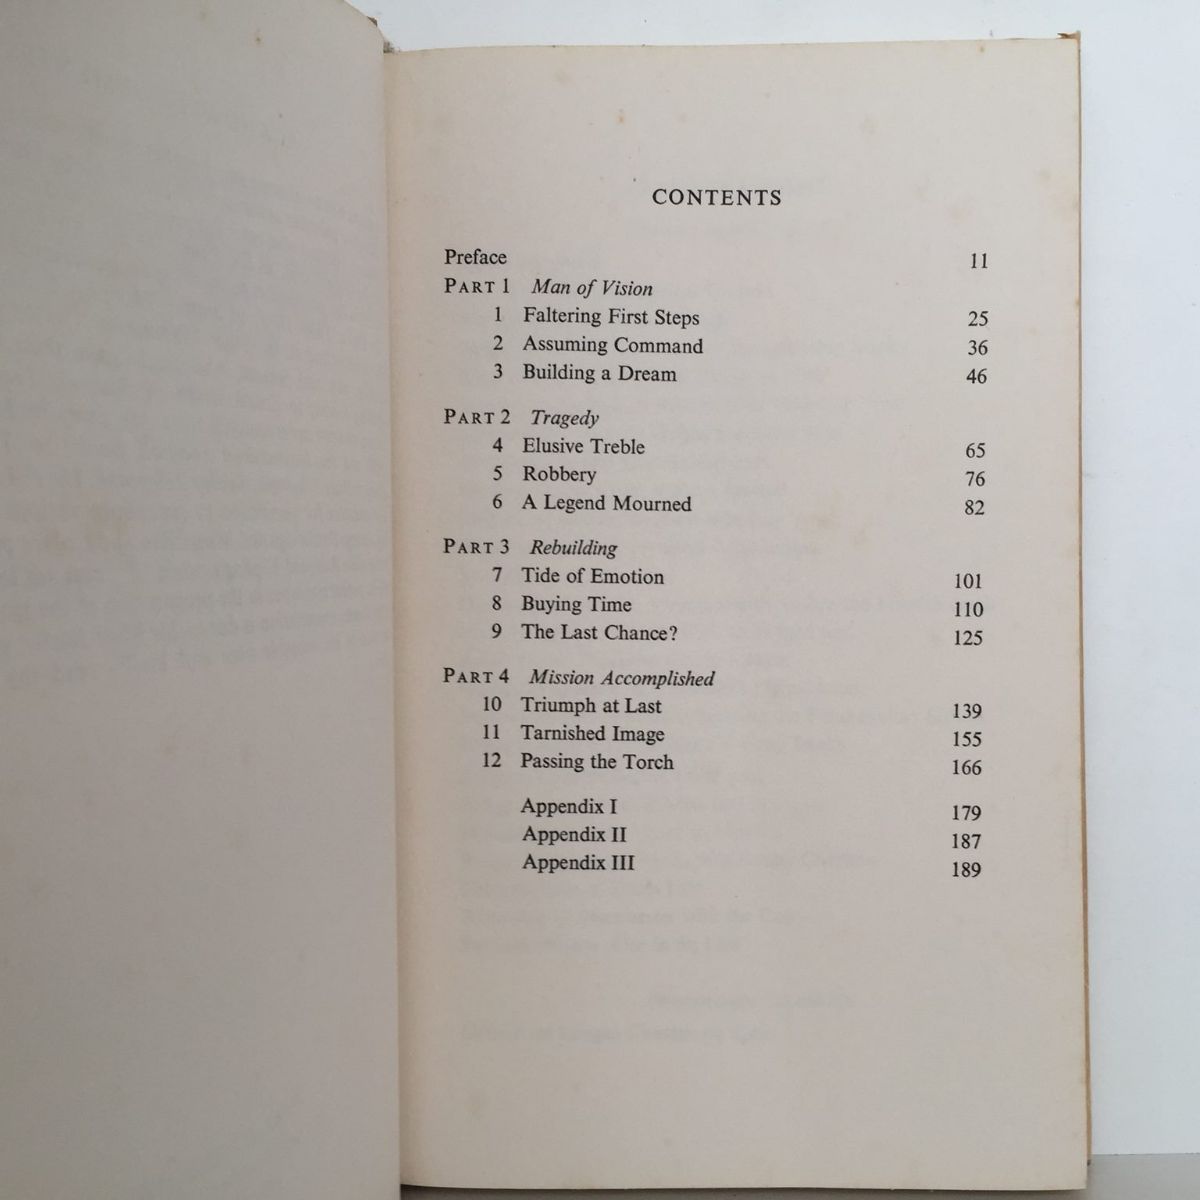 CONTENTS
Preface 11
PART 1 Man of Vision
1 Faltering First Steps 25
2 Assuming Command 36
3 Building a Dream 46
PART 2 Tragedy
4 Elusive Treble 65
5 Robbery 76
6 A Legend Mourned 82
PART 3 Rebuilding
7 Tide of Emotion 101
8 Buying Time 110
9 The Last Chance? 125
PART 4 Mission Accomplished
10 Triumph at Last 139
11 Tarnished Image 155
12 Passing the Torch 166
Appendix I 179
Appendix II 187
Appendix III 189